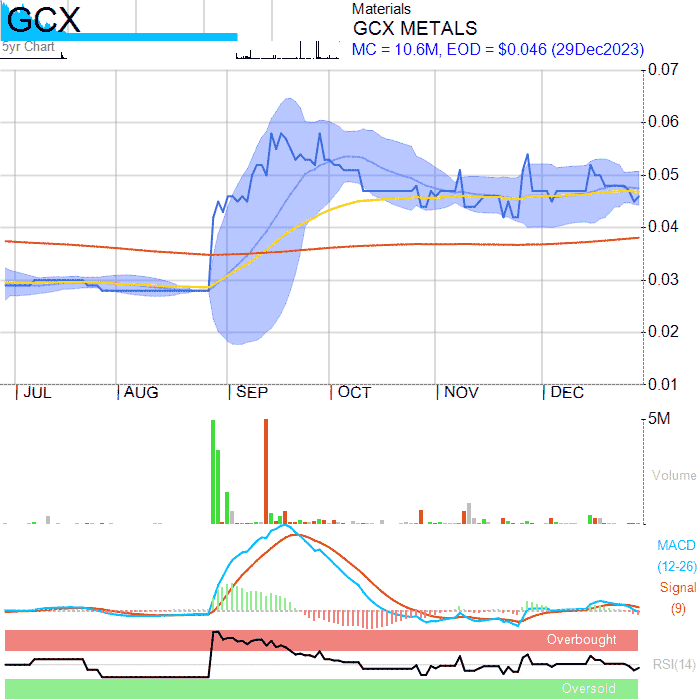 GCX
5yr Chart
Materials
GCX METALS
MC = 10.6M, EOD = $0.046 (29Dec2023)
0.07
0.06
0.05
0.04
0.03
0.02
0.01
JUL AUG SEP OCT NOV DEC
5M
Volume
MACD
(12-26)
Signal
(9)
Overbought
RSI(14)
Oversold